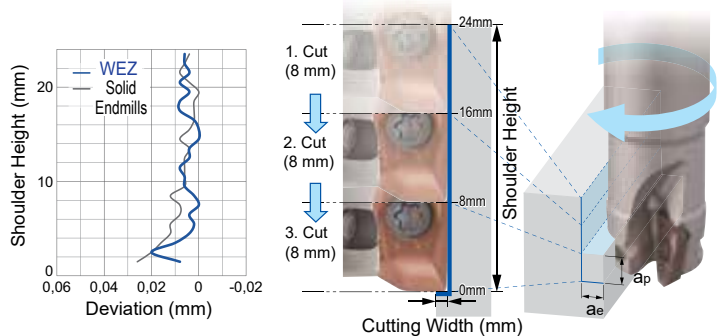 Shoulder Height (mm)
20
10
0
WEZ
Solid
Endmills
0,06
0,04
0,02
0
-0,02
Deviation (mm)
1. Cut
(8 mm)
2. Cut
(8 mm)
3. Cut
(8 mm)
24mm
16mm
8mm
0mm
Shoulder Height
Cutting Width (mm)
ap
ae